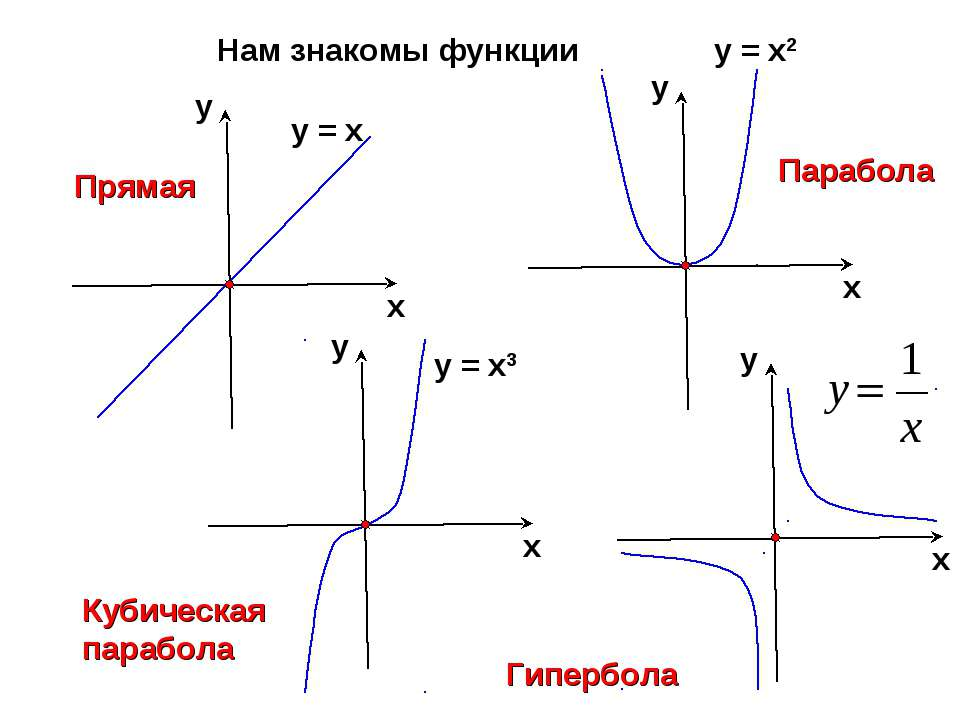 Нам знакомы функции
y = x²
у
у
y = x
Парабола
Прямая
х
х
у
y = x³
у
y = 1/x
х
х
Кубическая
парабола
Гипербола